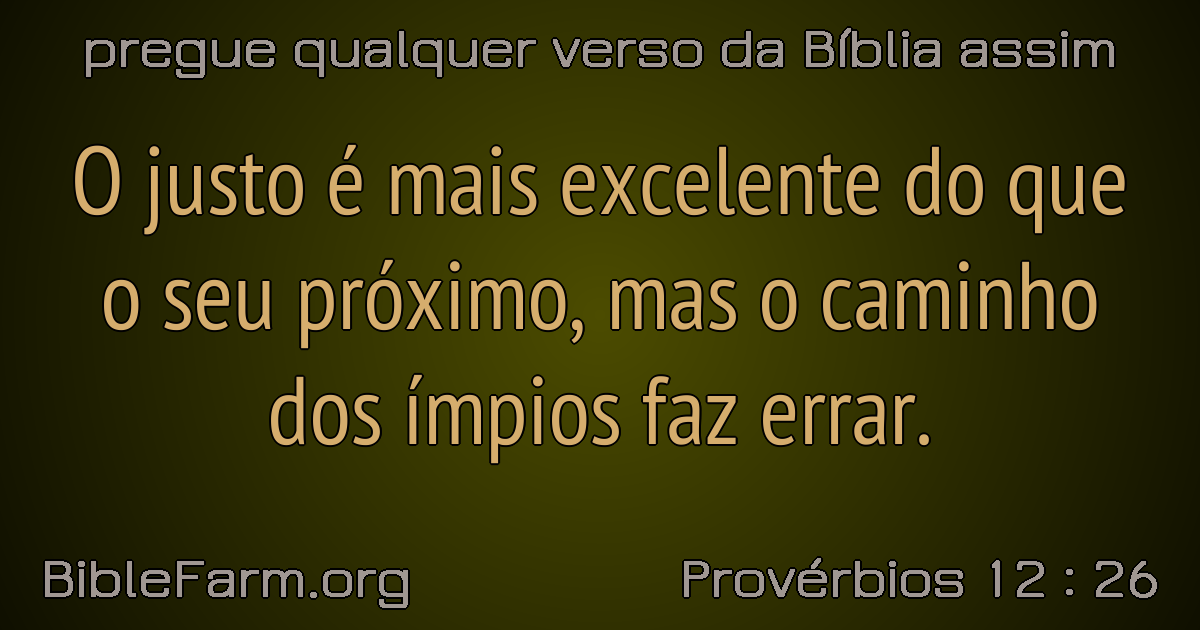 pregue qualquer verso da Bíblia assim
O justo é mais excelente do que
o seu próximo, mas o caminho
dos ímpios faz errar.
BibleFarm.org
Provérbios 12 : 26